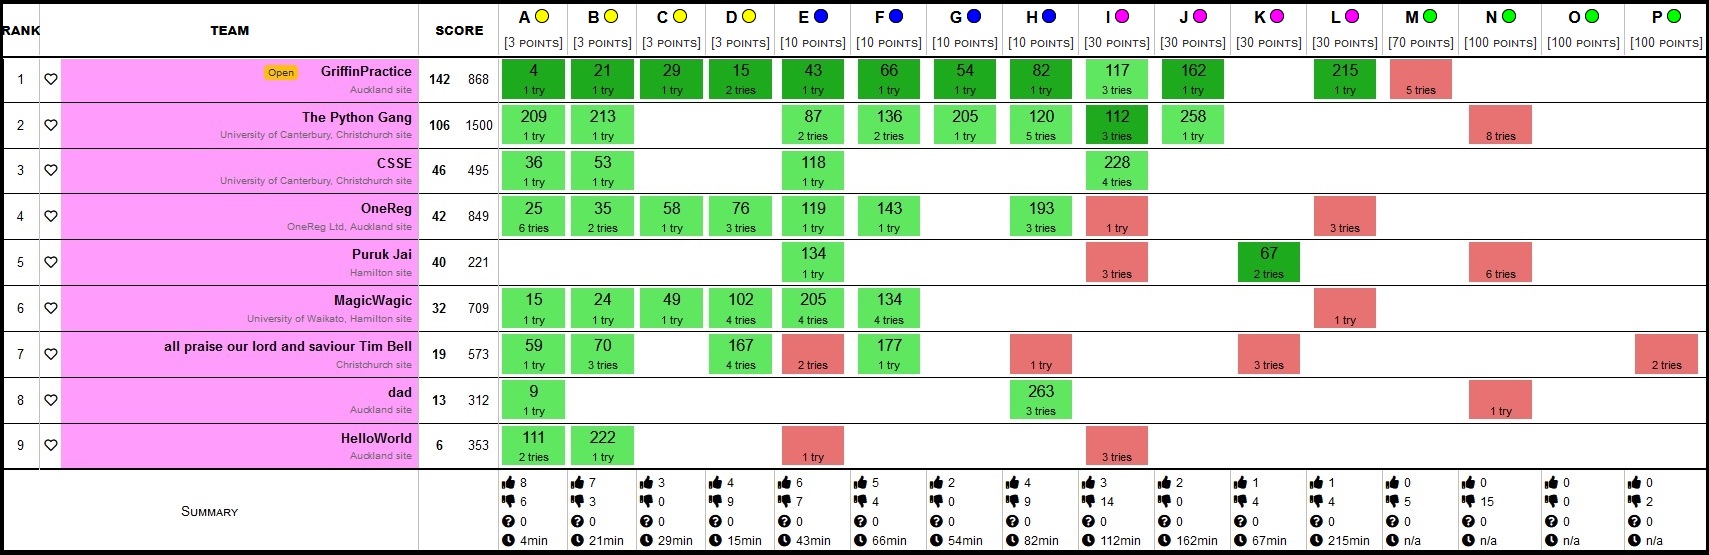 RANK TEAM SCORE A B C D E F G H I J K L M N O P
[3 POINTS] [3 POINTS] [3 POINTS] [3 POINTS] [10 POINTS] [10 POINTS] [10 POINTS] [10 POINTS] [30 POINTS] [30 POINTS] [30 POINTS] [30 POINTS] [70 POINTS] [100 POINTS] [100 POINTS] [100 POINTS]
1 Open GriffinPractice 142 868 4 21 29 15 43 66 54 82 117 162 215
Auckland site 1 try 1 try 1 try 2 tries 1 try 1 try 1 try 1 try 3 tries 1 try 1 try 5 tries
2 The Python Gang 106 1500 209 213 87 136 205 120 112 258
University of Canterbury, Christchurch site 1 try 1 try 2 tries 2 tries 1 try 5 tries 3 tries 1 try 8 tries
3 CSSE 46 495 36 53 118 228
University of Canterbury, Christchurch site 1 try 1 try 1 try 4 tries
4 OneReg 42 849 25 35 58 76 119 143 193
OneReg Ltd, Auckland site 6 tries 2 tries 1 try 3 tries 1 try 1 try 3 tries 1 try 3 tries
5 Puruk Jai 40 221 134 67
Hamilton site 1 try 3 tries 2 tries 6 tries
6 MagicWagic 32 709 15 24 49 102 205 134
University of Waikato, Hamilton site 1 try 1 try 1 try 4 tries 4 tries 4 tries 1 try
7 all praise our lord and saviour Tim Bell 19 573 59 70 167 177
Christchurch site 1 try 3 tries 4 tries 2 tries 1 try 1 try 3 tries 2 tries
8 dad 13 312 9 263
Auckland site 1 try 3 tries 1 try
9 HelloWorld 6 353 111 222
Auckland site 2 tries 1 try 1 try 3 tries
SUMMARY
8 7 3 4 6 5 2 4 3 2 1 1 0 0 0 0
6 3 0 9 7 4 0 9 14 0 4 4 5 15 0 2
0 0 0 0 0 0 0 0 0 0 0 0 0 0 0 0
4min 21min 29min 15min 43min 66min 54min 82min 112min 162min 67min 215min n/a n/a n/a n/a